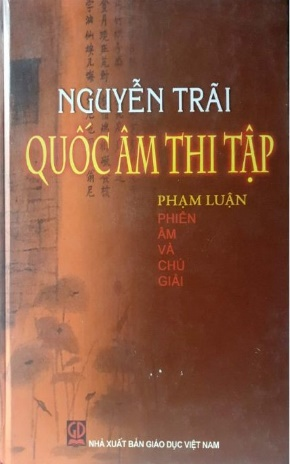 NGUYỄN TRÃI
QUỐC ÂM THI TẬP
PHẠM LUẬN
PHIÊN
ÂM
VÀ
CHÚ
GIẢI
GD
NHÀ XUẤT BẢN GIÁO DỤC VIỆT NAM